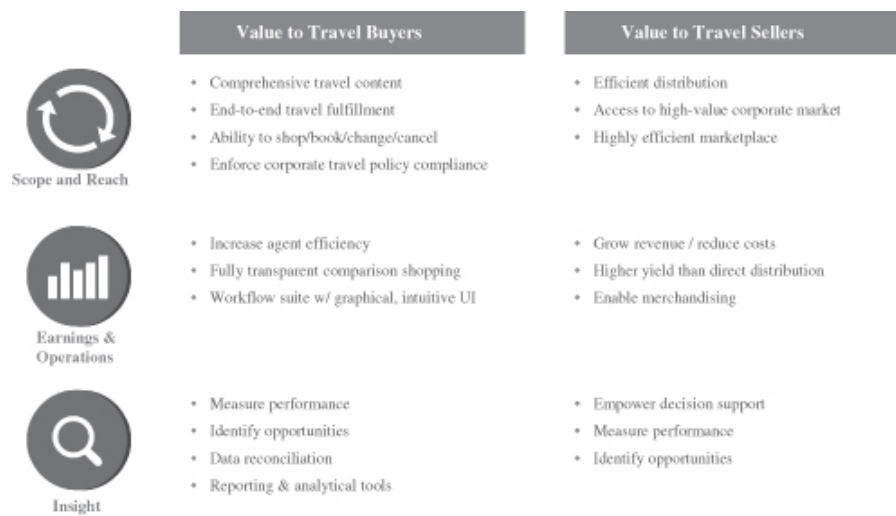 Value to Travel Buyers
Value to Travel Sellers
Scope and Reach
• Comprehensive travel content
• End-to-end travel fulfillment
• Ability to shop/book/change/cancel
• Enforce corporate travel policy compliance
• Efficient distribution
• Access to high-value corporate market
• Highly efficient marketplace
Earnings &
Operations
• Increase agent efficiency
• Fully transparent comparison shopping
• Workflow suite w/ graphical, intuitive UI
• Grow revenue / reduce costs
• Higher yield than direct distribution
• Enable merchandising
Insight
• Measure performance
• Identify opportunities
• Data reconciliation
• Reporting & analytical tools
• Empower decision support
• Measure performance
• Identify opportunities